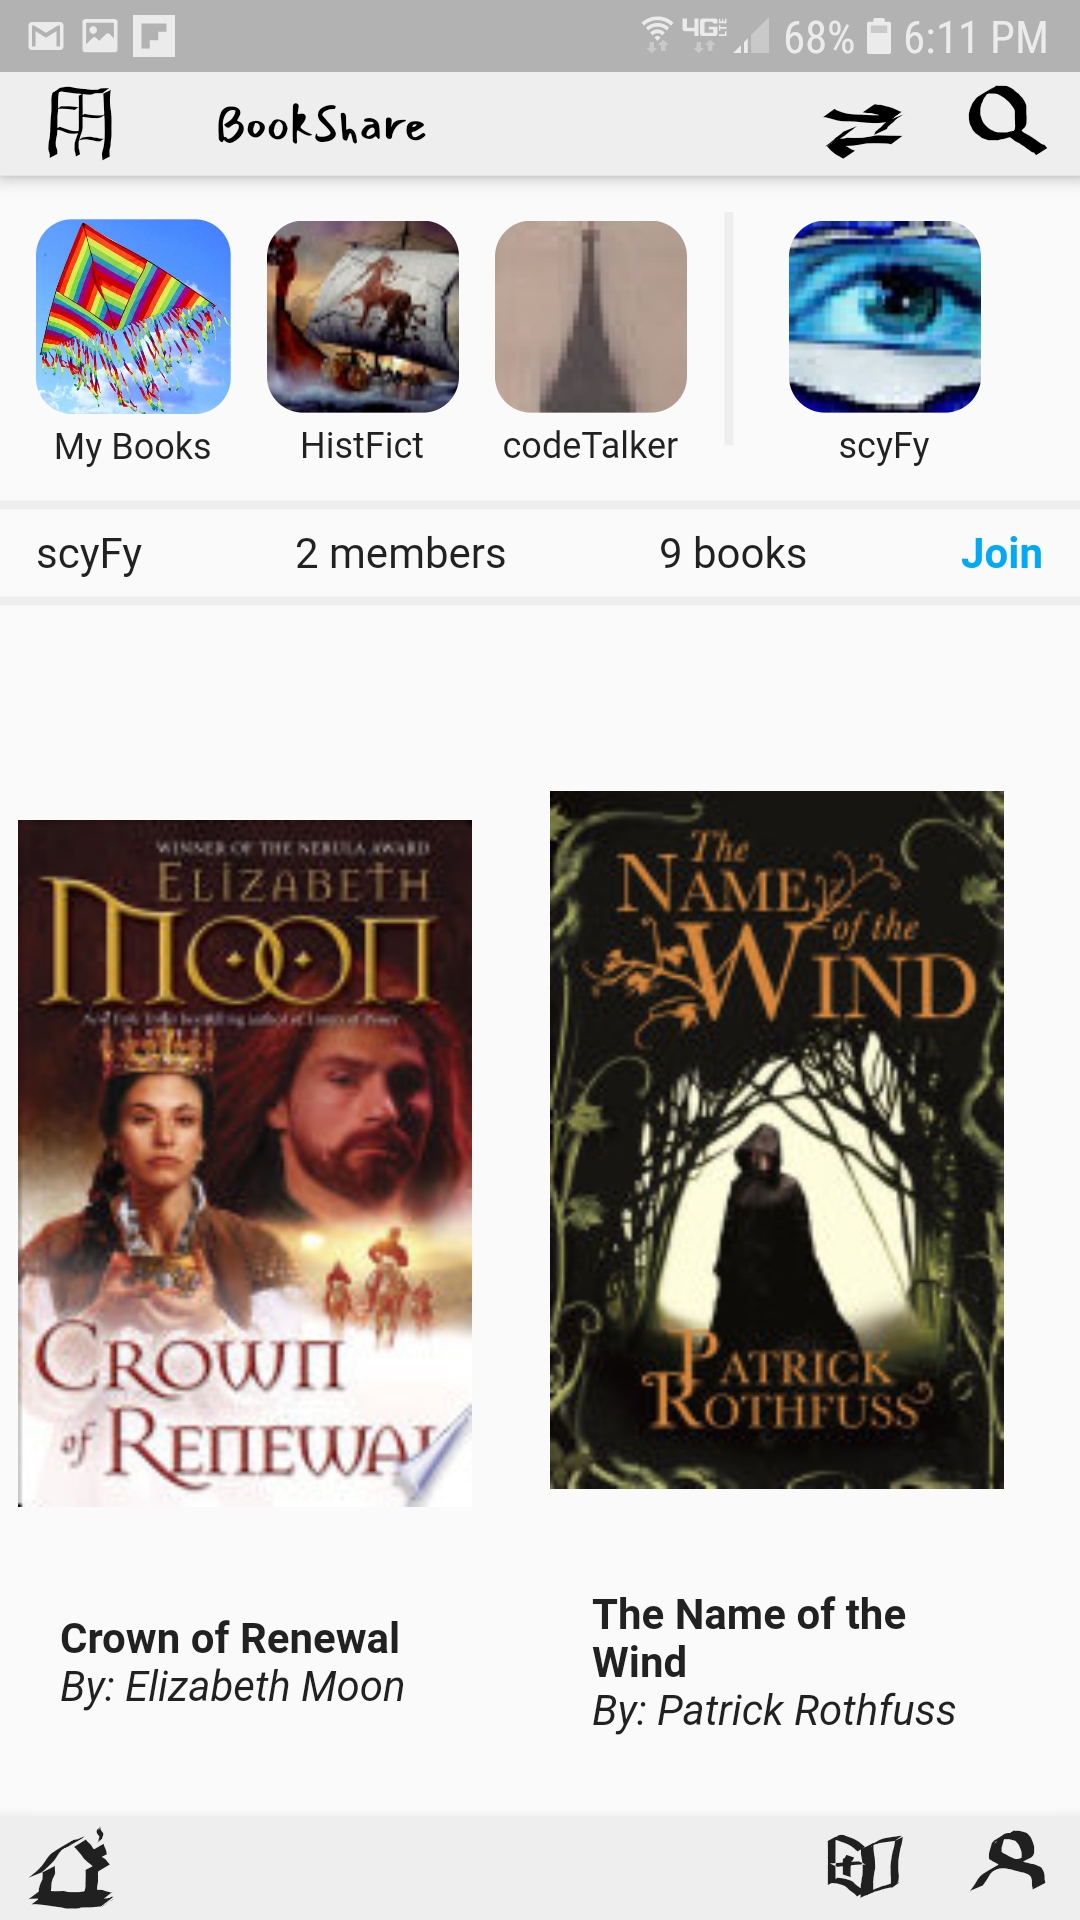 4G LTE 68% 6:11 PM
BookShare
My Books
HistFict
codeTalker
scyFy
scyFy 2 members 9 books Join
WINNER OF THE NEBULA AWARD
ELIZABETH
MOON
CROWN
of RENEWAL
The
NAME
of the
WIND
PATRICK
ROTHFUSS
Crown of Renewal
By: Elizabeth Moon
The Name of the
Wind
By: Patrick Rothfuss